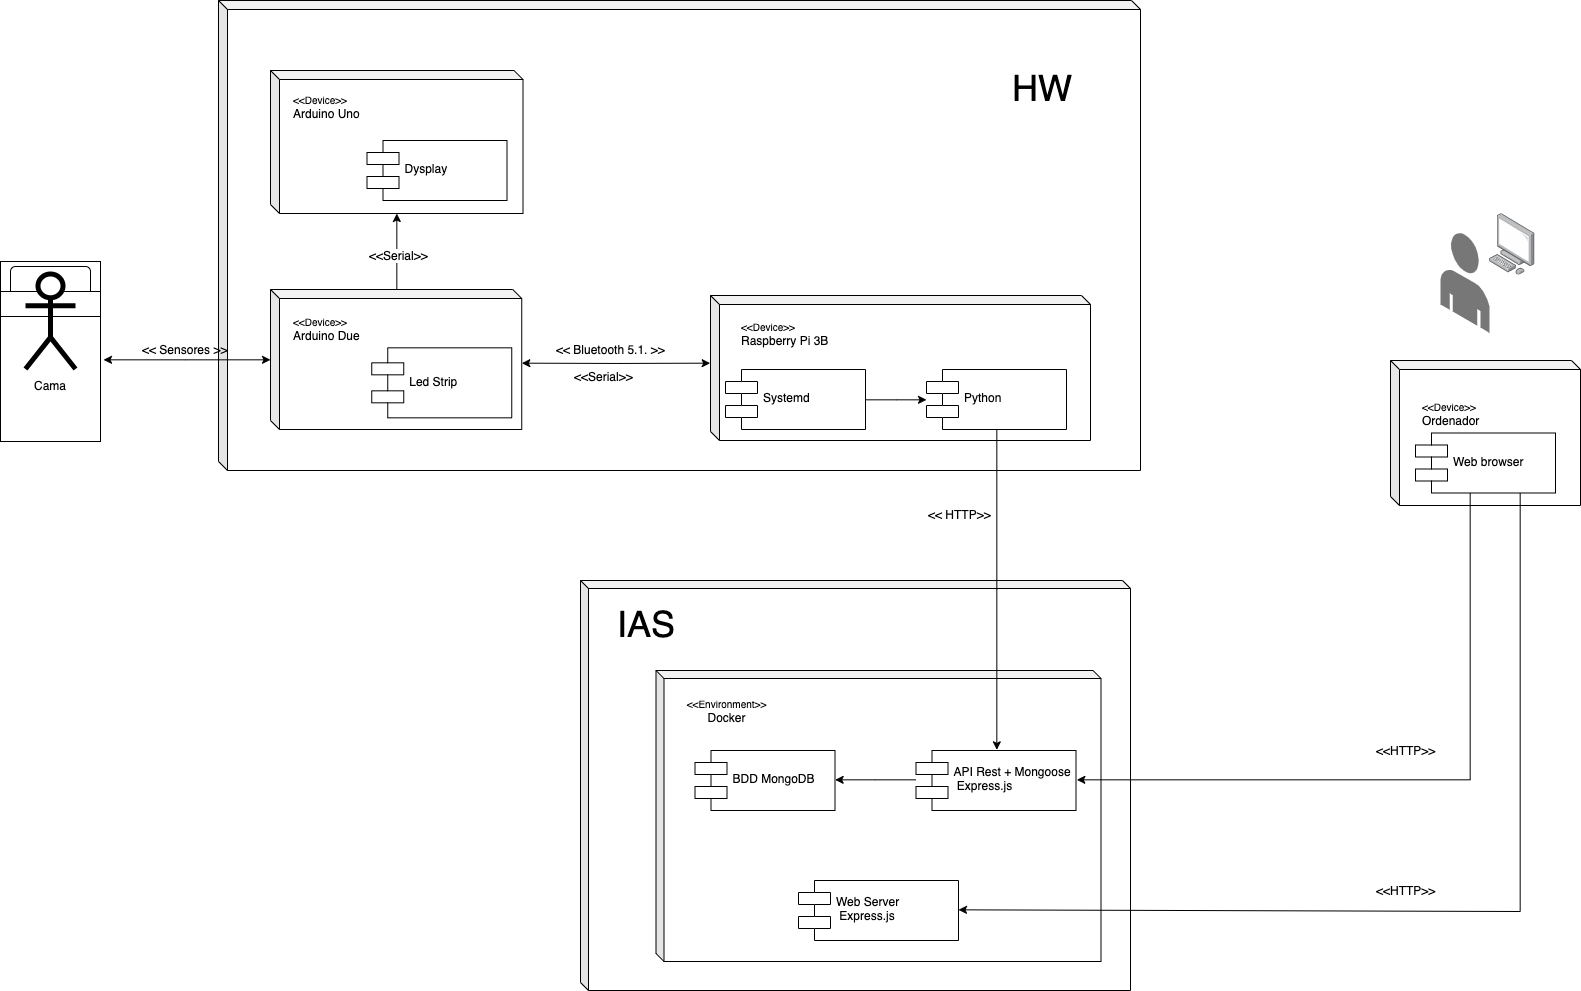 HW
<<Device>>
Arduino Uno
Dysplay
<<Serial>>
<<Device>>
Arduino Due
Led Strip
<< Sensores >>
Cama
<< Bluetooth 5.1. >>
<<Serial>>
<<Device>>
Raspberry Pi 3B
Systemd
Python
<<Device>>
Ordenador
Web browser
<< HTTP>>
IAS
<<Environment>>
Docker
BDD MongoDB
API Rest + Mongoose
Express.js
<<HTTP>>
Web Server
Express.js
<<HTTP>>